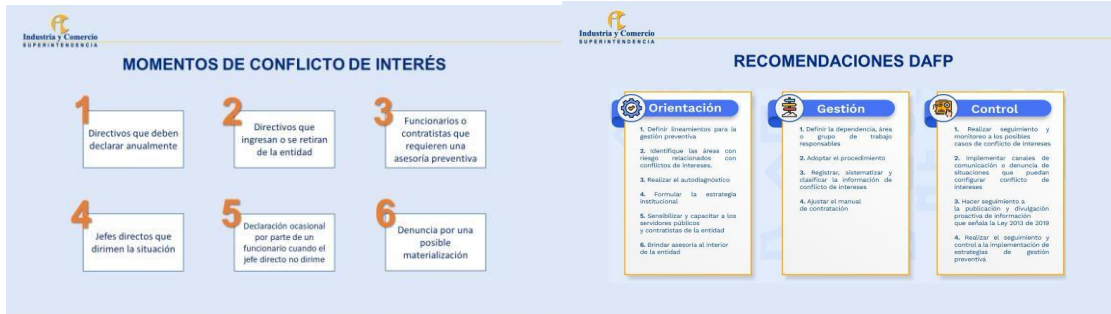 Industria y Comercio
SUPERINTENDENCIA
MOMENTOS DE CONFLICTO DE INTERÉS
1
Directivos que deben
declarar anualmente
2
Directivos que
ingresan o se retiran
de la entidad
3
Funcionarios o
contratistas que
requieren una
asesoría preventiva
4
Jefes directos que
dirimen la situación
5
Declaración ocasional
por parte de un
funcionario cuando el
jefe directo no dirime
6
Denuncia por una
posible
materialización
Industria y Comercio
SUPERINTENDENCIA
RECOMENDACIONES DAFP
Orientación
1. Definir lineamientos para la
gestión preventiva
2. Identifique las áreas con
riesgo relacionados con
conflictos de intereses.
3. Realizar el autodiagnóstico
4. Formular la estrategia
institucional
5. Sensibilizar y capacitar a los
servidores públicos
y contratistas de la entidad
6. Brindar asesoría al interior
de la entidad
Gestión
1. Definir la dependencia, área
o grupo de trabajo
responsables
2. Adoptar el procedimiento
3. Registrar, sistematizar y
clasificar la información de
conflicto de intereses
4. Ajustar el manual
de contratación
Control
1. Realizar seguimiento y
monitoreo a los posibles
casos de conflicto de intereses
2. Implementar canales de
comunicación o denuncia de
situaciones que puedan
configurar conflicto de
intereses
3. Hacer seguimiento a
la publicación y divulgación
proactiva de información
que señala la Ley 2013 de 2019
4. Realizar el seguimiento y
control a la implementación de
estrategias de gestión
preventiva